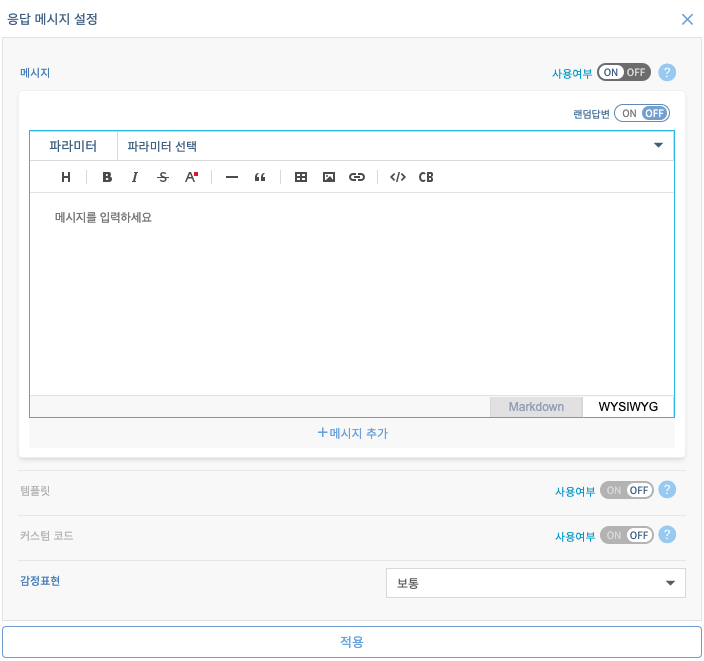 응답 메시지 설정
메시지 사용여부 ON OFF ?
랜덤답변 ON OFF
파라미터 파라미터 선택
H B I S A — “ </> CB
메시지를 입력하세요
Markdown WYSIWYG
+메시지 추가
템플릿 사용여부 ON OFF ?
커스텀 코드 사용여부 ON OFF ?
감정표현 보통
적용